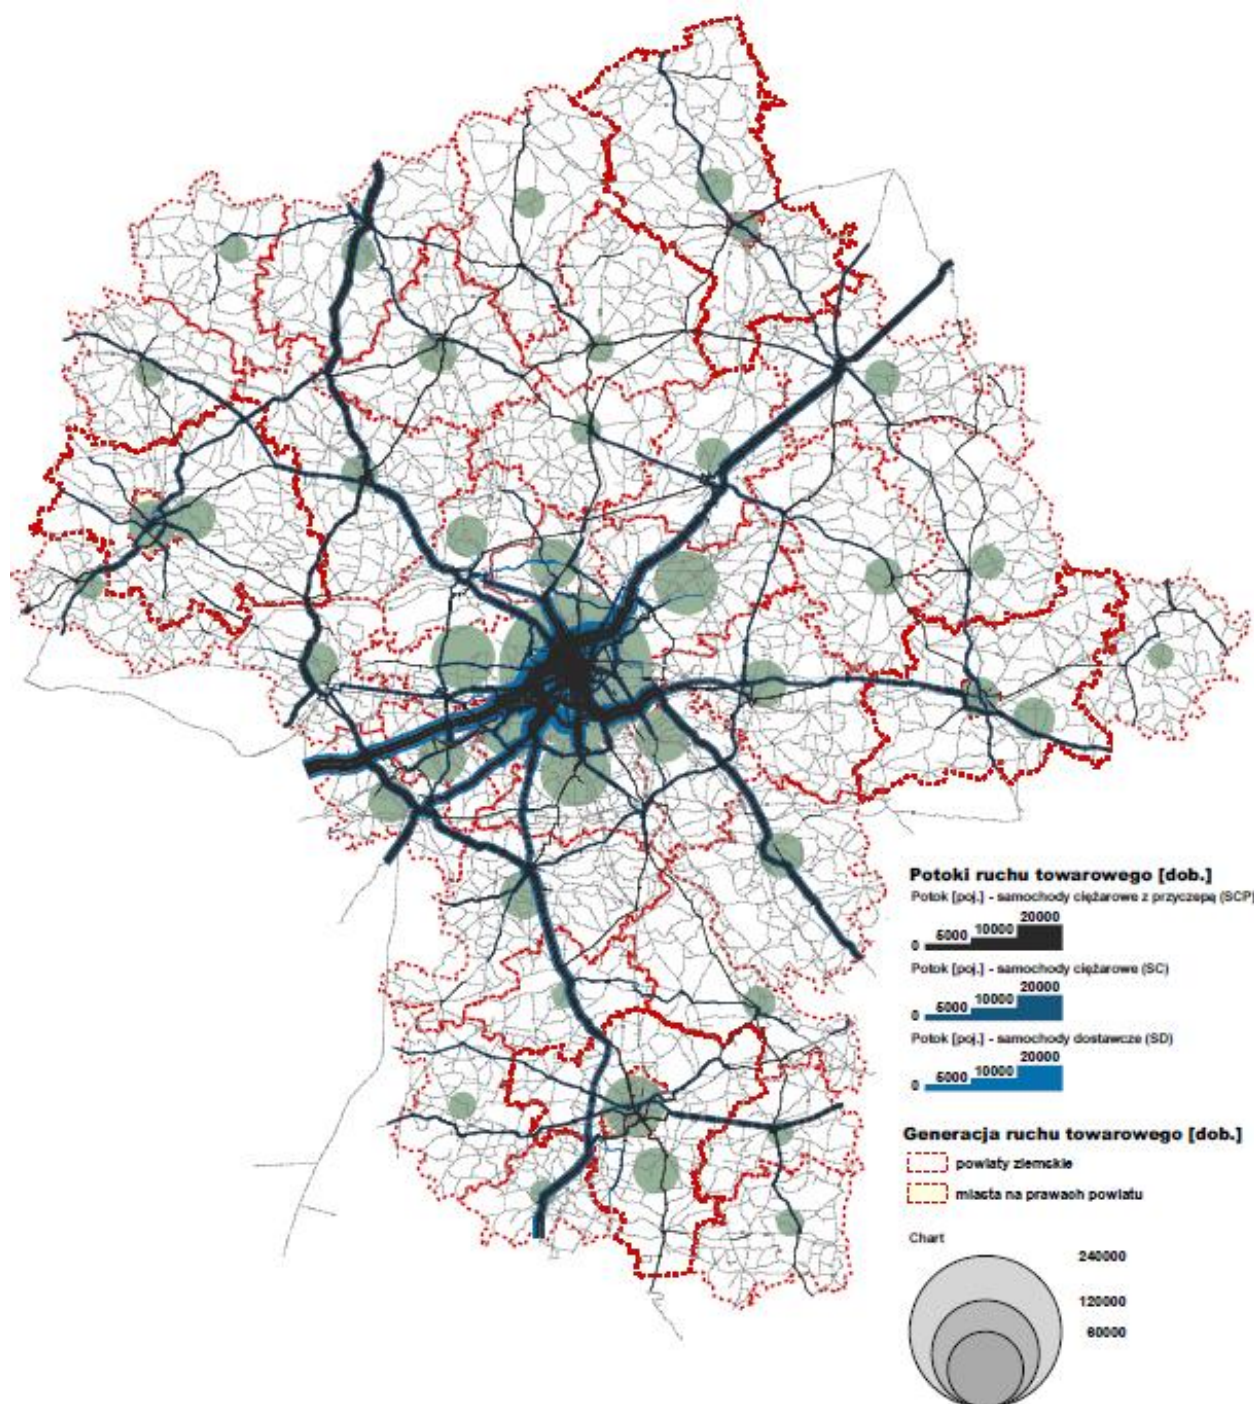 Potoki ruchu towarowego [dob.]
Potok [poj.] - samochody ciężarowe z przyczepą (SCP)
0 5000 10000 20000
Potok [poj.] - samochody ciężarowe (SC)
0 5000 10000 20000
Potok [poj.] - samochody dostawcze (SD)
0 5000 10000 20000
Generacja ruchu towarowego [dob.]
powiaty ziemskie
miasta na prawach powiatu
Chart
240000
120000
60000